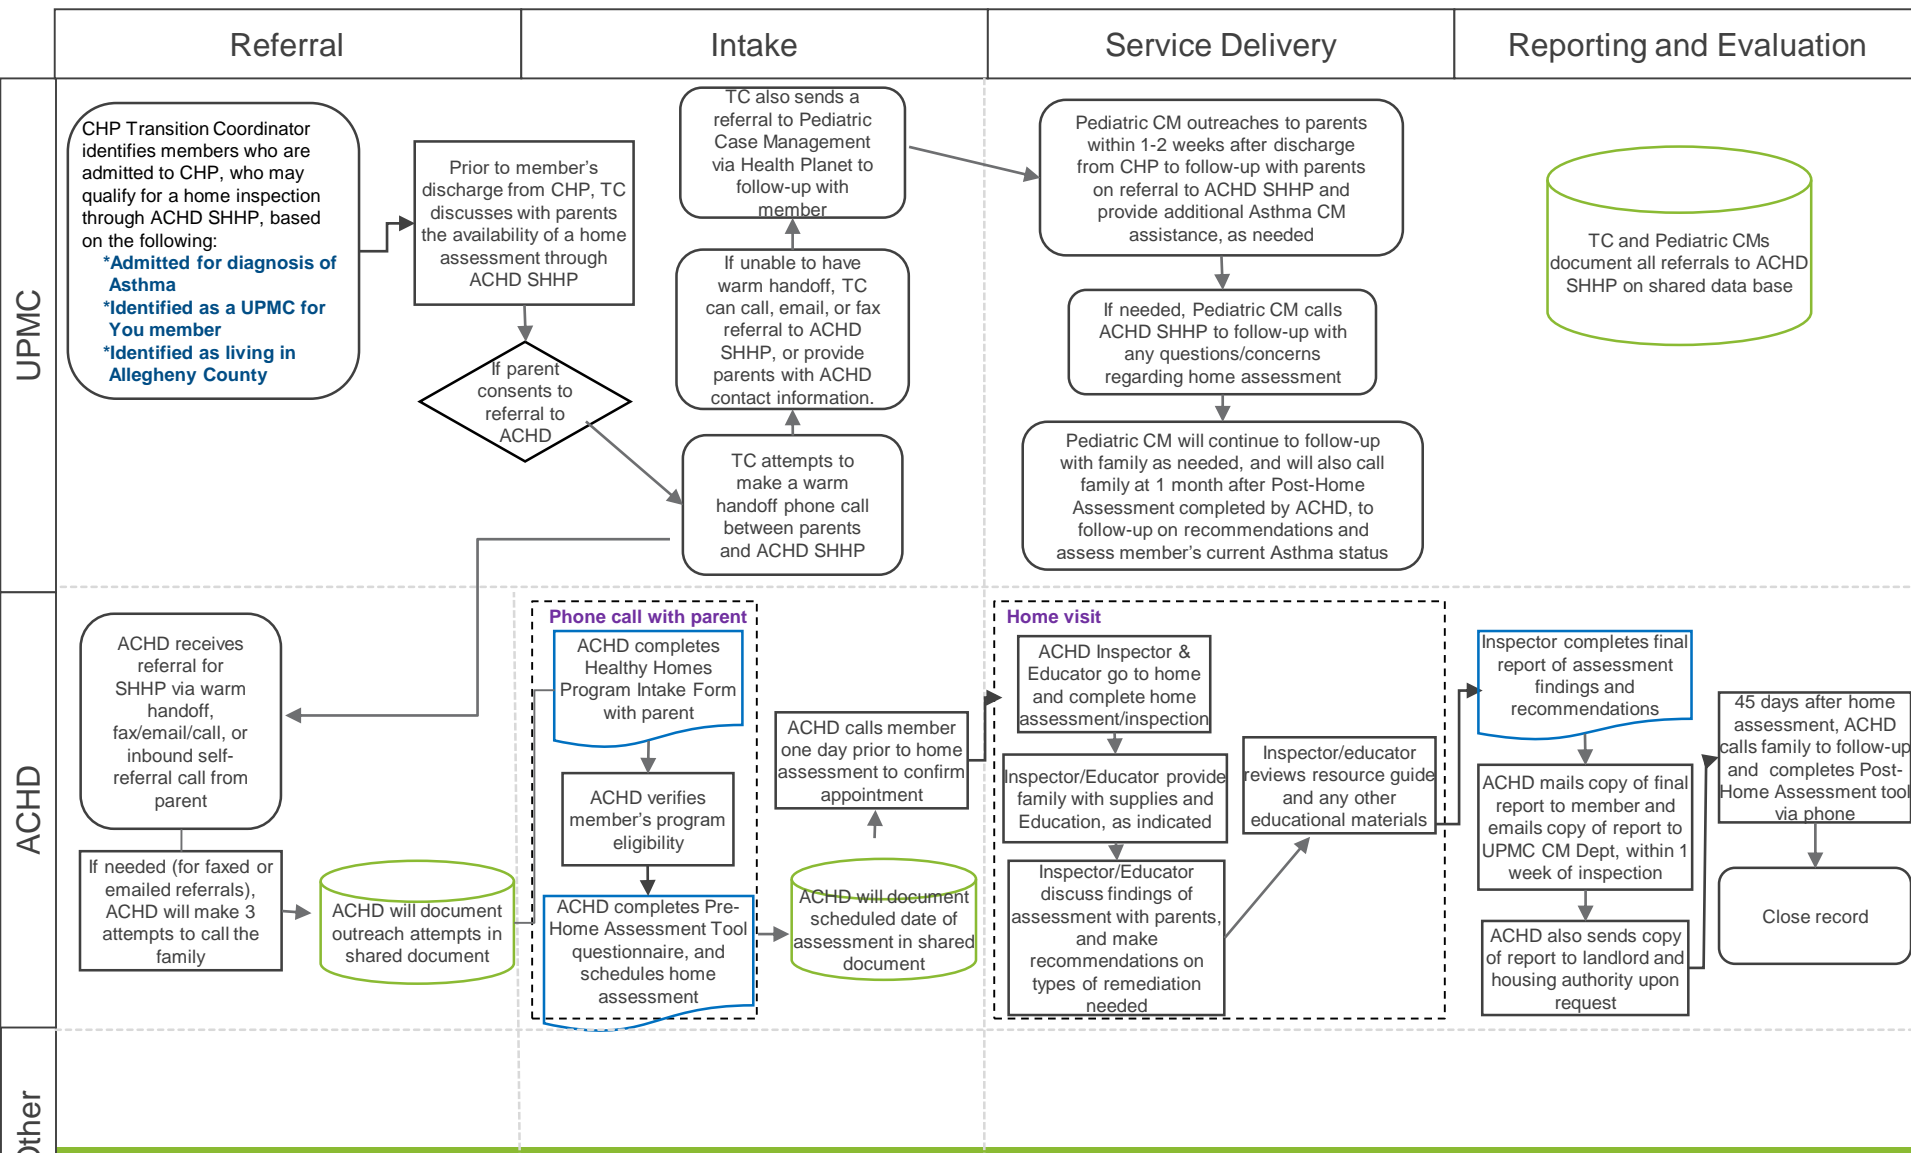 Referral
Intake
Service Delivery
Reporting and Evaluation
UPMC
CHP Transition Coordinator
identifies members who are
admitted to CHP, who may
qualify for a home inspection
through ACHD SHHP, based
on the following:
*Admitted for diagnosis of
Asthma
*Identified as a UPMC for
You member
*Identified as living in
Allegheny County
Prior to member's
discharge from CHP, TC
discusses with parents
the availability of a home
assessment through
ACHD SHHP
If parent
consents to
referral to
ACHD
TC also sends a
referral to Pediatric
Case Management
via Health Planet to
follow-up with
member
If unable to have
warm handoff, TC
can call, email, or fax
referral to ACHD
SHHP, or provide
parents with ACHD
contact information.
TC attempts to
make a warm
handoff phone call
between parents
and ACHD SHHP
Pediatric CM outreaches to parents
within 1-2 weeks after discharge
from CHP to follow-up with parents
on referral to ACHD SHHP and
provide additional Asthma CM
assistance, as needed
If needed, Pediatric CM calls
ACHD SHHP to follow-up with
any questions/concerns
regarding home assessment
Pediatric CM will continue to follow-up
with family as needed, and will also call
family at 1 month after Post-Home
Assessment completed by ACHD, to
follow-up on recommendations and
assess member's current Asthma status
TC and Pediatric CMs
document all referrals to ACHD
SHHP on shared data base
ACHD
ACHD receives
referral for
SHHP via warm
handoff,
fax/email/call, or
inbound self-
referral call from
parent
If needed (for faxed or
emailed referrals),
ACHD will make 3
attempts to call the
family
ACHD will document
outreach attempts in
shared document
Phone call with parent
ACHD completes
Healthy Homes
Program Intake Form
with parent
ACHD verifies
member's program
eligibility
ACHD completes Pre-
Home Assessment Tool
questionnaire, and
schedules home
assessment
ACHD calls member
one day prior to home
assessment to confirm
appointment
ACHD will document
scheduled date of
assessment in shared
document
Home visit
ACHD Inspector &
Educator go to home
and complete home
assessment/inspection
Inspector/Educator provide
family with supplies and
Education, as indicated
Inspector/Educator
discuss findings of
assessment with parents,
and make
recommendations on
types of remediation
needed
Inspector/educator
reviews resource guide
and any other
educational materials
Inspector completes final
report of assessment
findings and
recommendations
ACHD mails copy of final
report to member and
emails copy of report to
UPMC CM Dept, within 1
week of inspection
ACHD also sends copy
of report to landlord and
housing authority upon
request
45 days after home
assessment, ACHD
calls family to follow-up
and completes Post-
Home Assessment tool
via phone
Close record
Other